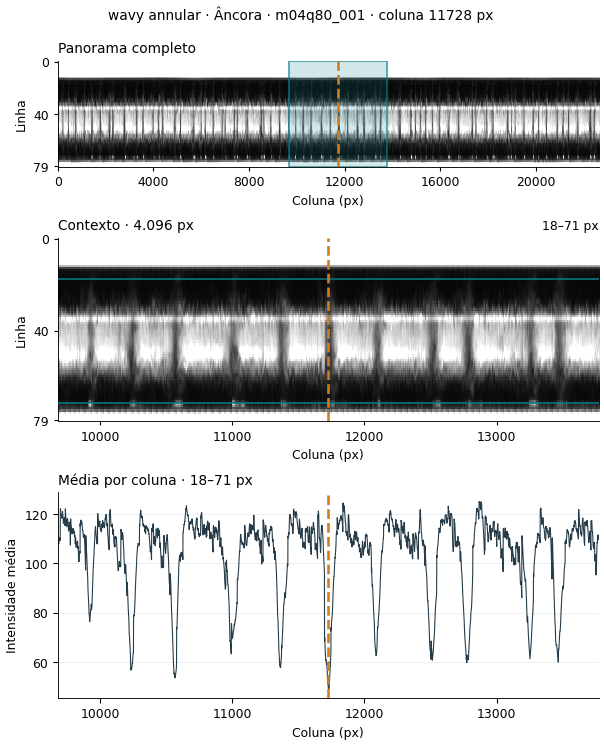 wavy annular · Âncora · m04q80_001 · coluna 11728 px
Panorama completo
0
40
79
Linha
0 4000 8000 12000 16000 20000
Coluna (px)
Contexto · 4.096 px 18–71 px
0
40
79
Linha
10000 11000 12000 13000
Coluna (px)
Média por coluna · 18–71 px
120
100
80
60
Intensidade média
10000 11000 12000 13000
Coluna (px)